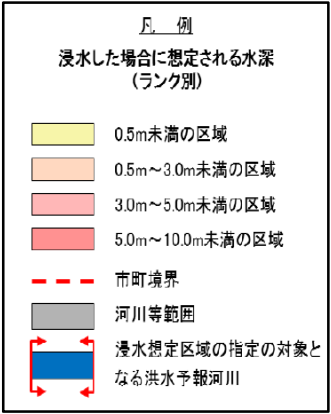 凡　例
浸水した場合に想定される水深
(ランク別)
0.5m未満の区域
0.5m～3.0m未満の区域
3.0m～5.0m未満の区域
5.0m～10.0m未満の区域
市町境界
河川等範囲
浸水想定区域の指定の対象と
なる洪水予報河川